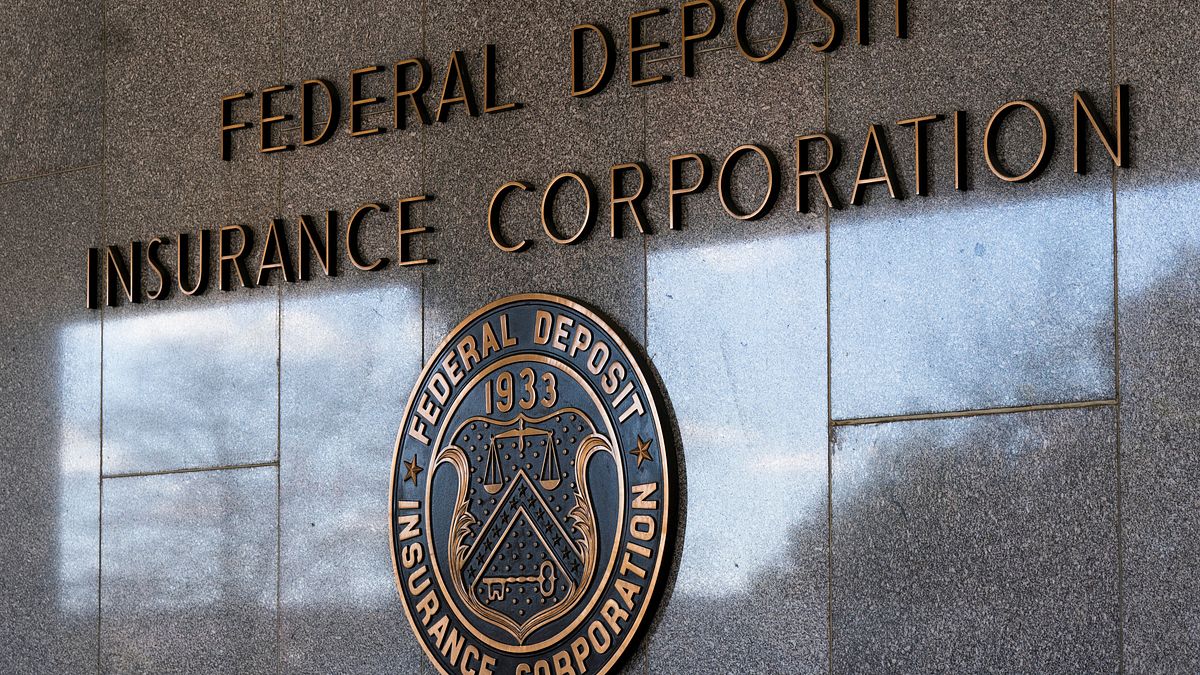 FEDERAL DEPOSIT
INSURANCE CORPORATION
FEDERAL DEPOSIT
1933
INSURANCE CORPORATION